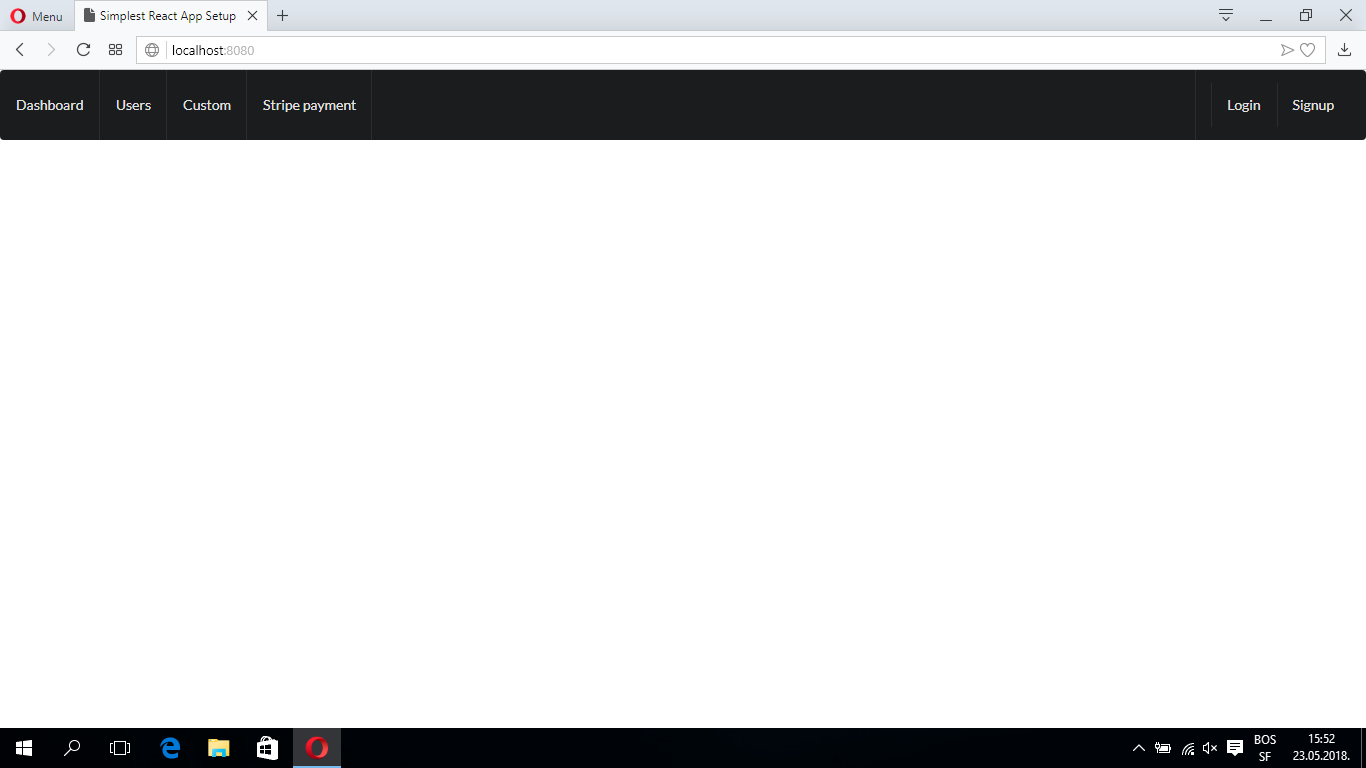 Menu
Simplest React App Setup
localhost:8080
Dashboard Users Custom Stripe payment Login Signup
BOS 15:52
SF 23.05.2018.